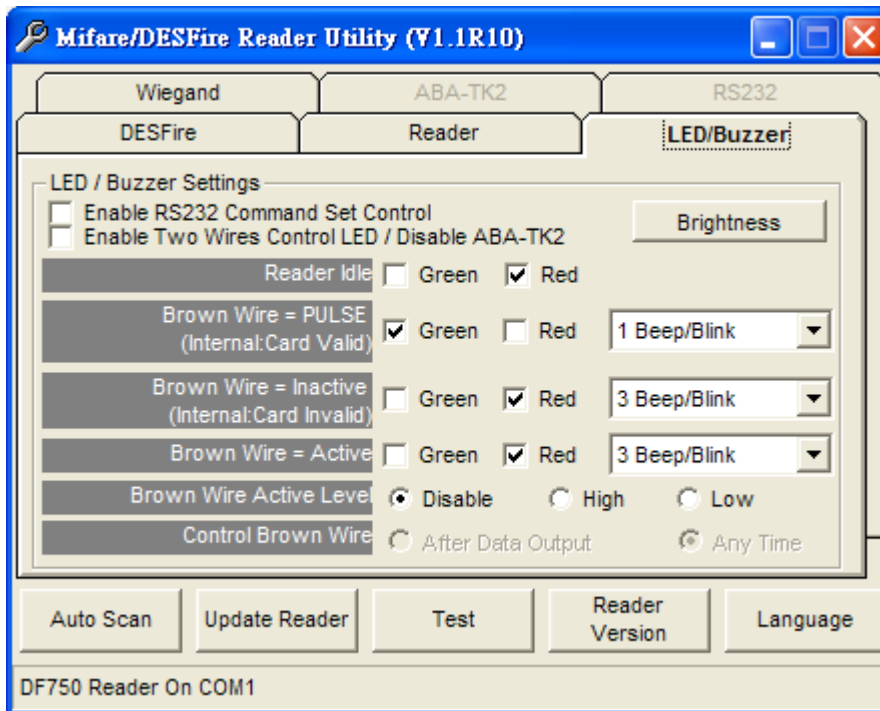 Mifare/DESFire Reader Utility (V1.1R10)
Wiegand ABA-TK2 RS232
DESFire Reader LED/Buzzer
LED / Buzzer Settings
Enable RS232 Command Set Control
Enable Two Wires Control LED / Disable ABA-TK2
Brightness
Reader Idle Green Red
Brown Wire = PULSE
(Internal:Card Valid) Green Red 1 Beep/Blink
Brown Wire = Inactive
(Internal:Card Invalid) Green Red 3 Beep/Blink
Brown Wire = Active Green Red 3 Beep/Blink
Brown Wire Active Level Disable High Low
Control Brown Wire After Data Output Any Time
Auto Scan Update Reader Test Reader Version Language
DF750 Reader On COM1